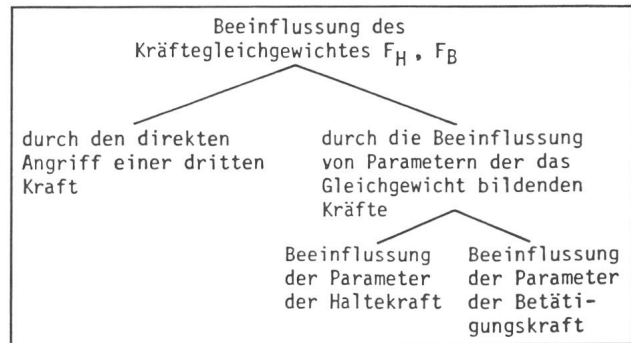 Beeinflussung des
Kräftegleichgewichtes F_H, F_B
durch den direkten
Angriff einer dritten
Kraft
durch die Beeinflussung
von Parametern der das
Gleichgewicht bildenden
Kräfte
Beeinflussung
der Parameter
der Haltekraft
Beeinflussung
der Parameter
der Betäti-
gungskraft